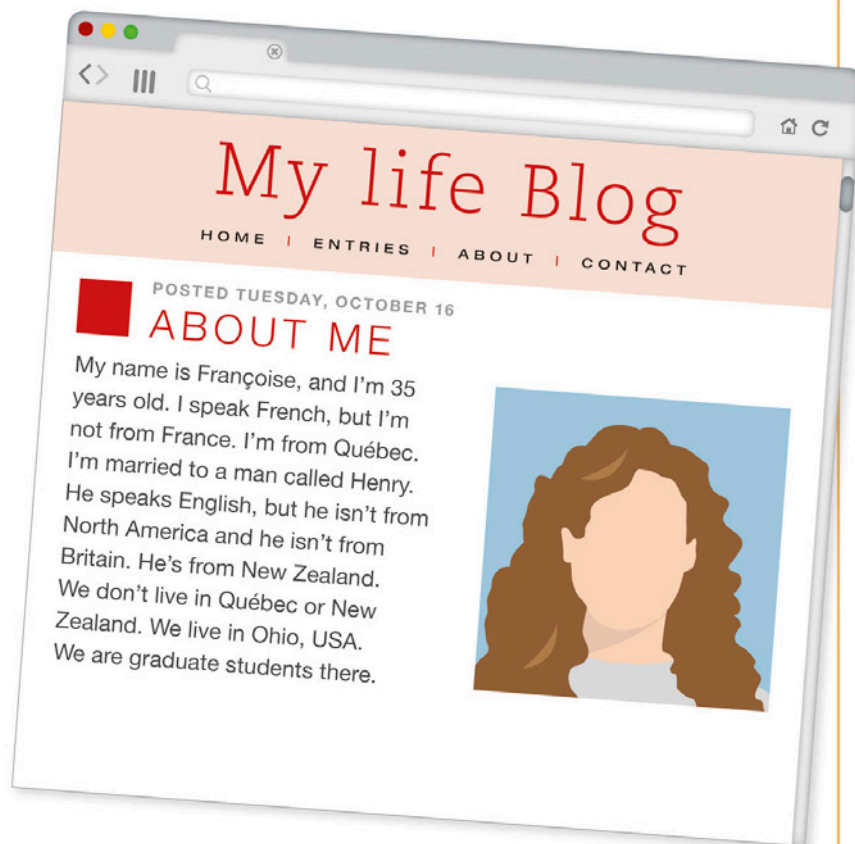 My life Blog
HOME | ENTRIES | ABOUT | CONTACT
POSTED TUESDAY, OCTOBER 16
ABOUT ME
My name is Françoise, and I'm 35
years old. I speak French, but I'm
not from France. I'm from Québec.
I'm married to a man called Henry.
He speaks English, but he isn't from
North America and he isn't from
Britain. He's from New Zealand.
We don't live in Québec or New
Zealand. We live in Ohio, USA.
We are graduate students there.